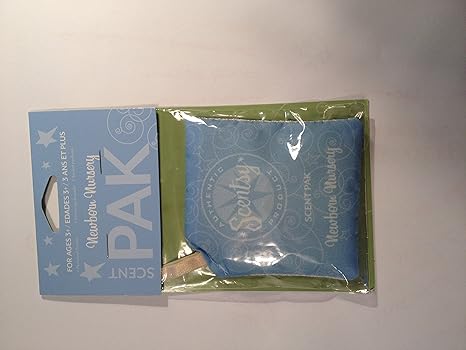 SCENT
PAK
Newborn Nursery
FOR AGES 3+ / EDADES 3+ / 3 ANS ET PLUS
AUTHENTIC
Scentsy
PRODUCT
SCENT PAK
Newborn Nursery